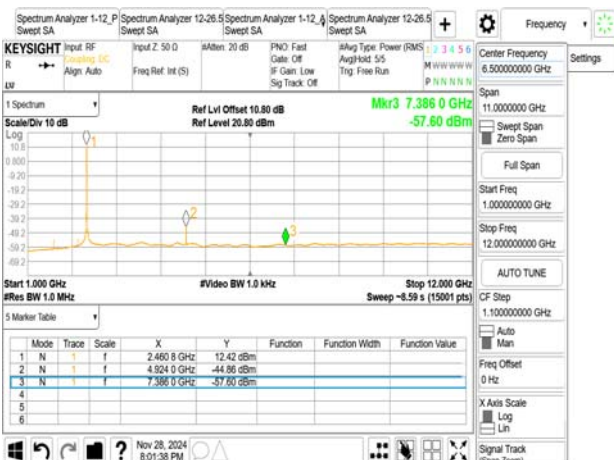 Spectrum Analyzer 1-12_P
Swept SA
Spectrum Analyzer 12-26.5
Swept SA
Spectrum Analyzer 1-12_
Swept SA
Spectrum Analyzer 12-26.5
Swept SA
+
Frequency
Settings
KEYSIGHT
R
LW
Input: RF
Coupling: DC
Align: Auto
Input Z: 50 Ω
Freq Ref: Int (S)
#Atten: 20 dB
PNO: Fast
Gate: Off
IF Gain: Low
Sig Track: Off
#Avg Type: Power (RMS
Avg|Hold: 5/5
Trig: Free Run
1 2 3 4 5 6
M W W W W W
P N N N N N
1 Spectrum
Scale/Div 10 dB
Ref Lvl Offset 10.80 dB
Ref Level 20.80 dBm
Mkr3 7.386 0 GHz
-57.60 dBm
Log
10.8
0.800
-9.20
-19.2
-29.2
-39.2
-49.2
-59.2
-69.2
1
2
3
Start 1.000 GHz
#Res BW 1.0 MHz
#Video BW 1.0 kHz
Stop 12.000 GHz
Sweep ~8.59 s (15001 pts)
5 Marker Table
Mode Trace Scale X Y Function Function Width Function Value
1 N 1 f 2.460 8 GHz 12.42 dBm
2 N 1 f 4.924 0 GHz -44.86 dBm
3 N 1 f 7.386 0 GHz -57.60 dBm
4
5
6
Center Frequency
6.500000000 GHz
Span
11.0000000 GHz
Swept Span
Zero Span
Full Span
Start Freq
1.000000000 GHz
Stop Freq
12.000000000 GHz
AUTO TUNE
CF Step
1.100000000 GHz
Auto
Man
Freq Offset
0 Hz
X Axis Scale
Log
Lin
Signal Track
?
Nov 28, 2024
8:01:38 PM